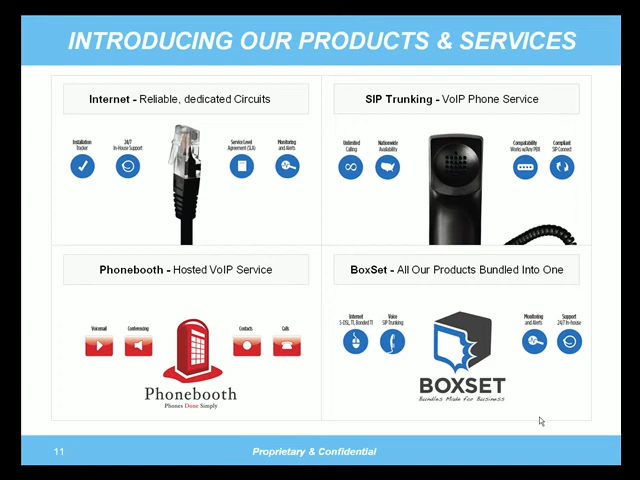 INTRODUCING OUR PRODUCTS & SERVICES
Internet - Reliable, dedicated Circuits
Installation
Tracker
24/7
In-House Support
Service Level
Agreement (SLA)
Monitoring
and Alerts
SIP Trunking - VoIP Phone Service
Unlimited
Calling
Nationwide
Availability
Compatability
Works w/Any PBX
Compliant
SIP Connect
Phonebooth - Hosted VoIP Service
Voicemail
Conferencing
Contacts
Calls
Phonebooth
Phones Done Simply
BoxSet - All Our Products Bundled Into One
Internet
S-DSL, T1, Bonded T1
Voice
SIP Trunking
Monitoring
and Alerts
Support
24/7 In-house
BOXSET
Bundles Made for Business
11
Proprietary & Confidential